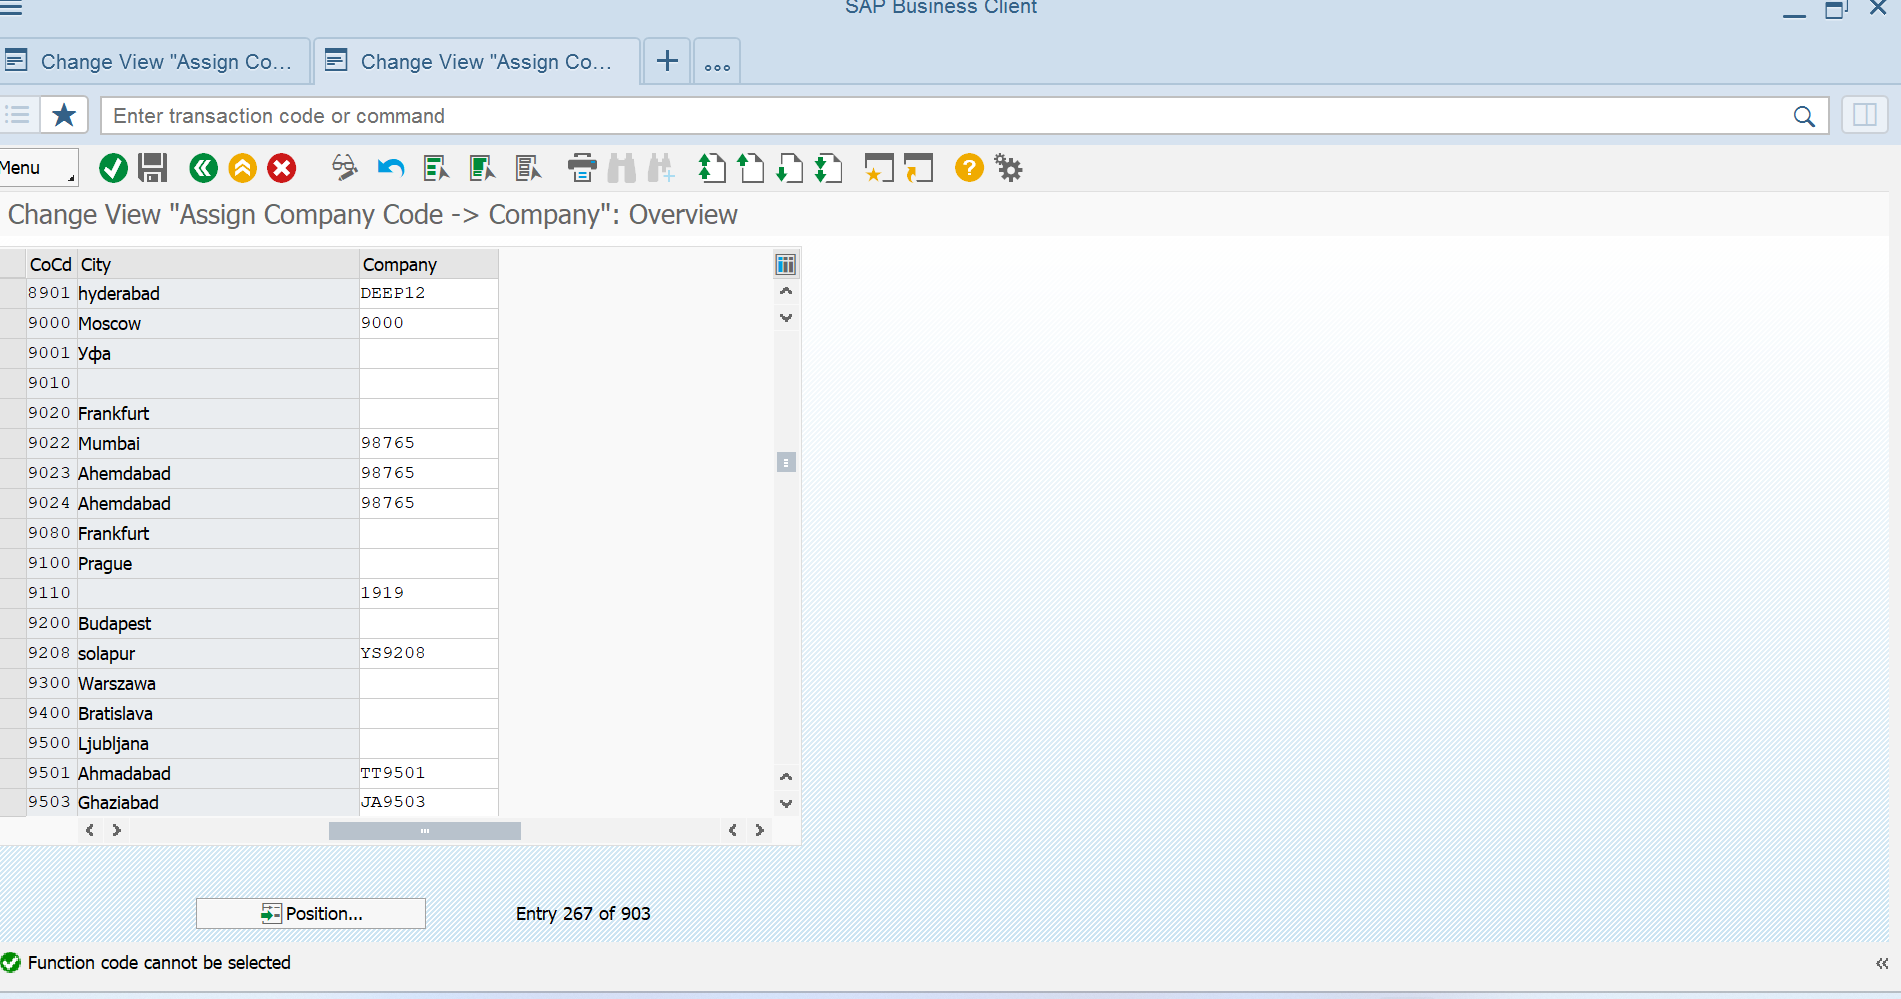 SAP Business Client
Change View "Assign Co... Change View "Assign Co...
Enter transaction code or command
Menu
Change View "Assign Company Code -> Company": Overview
CoCd City Company
8901 hyderabad DEEP12
9000 Moscow 9000
9001 Уфа
9010
9020 Frankfurt
9022 Mumbai 98765
9023 Ahemdabad 98765
9024 Ahemdabad 98765
9080 Frankfurt
9100 Prague
9110 1919
9200 Budapest
9208 solapur YS9208
9300 Warszawa
9400 Bratislava
9500 Ljubljana
9501 Ahmadabad TT9501
9503 Ghaziabad JA9503
Position... Entry 267 of 903
Function code cannot be selected